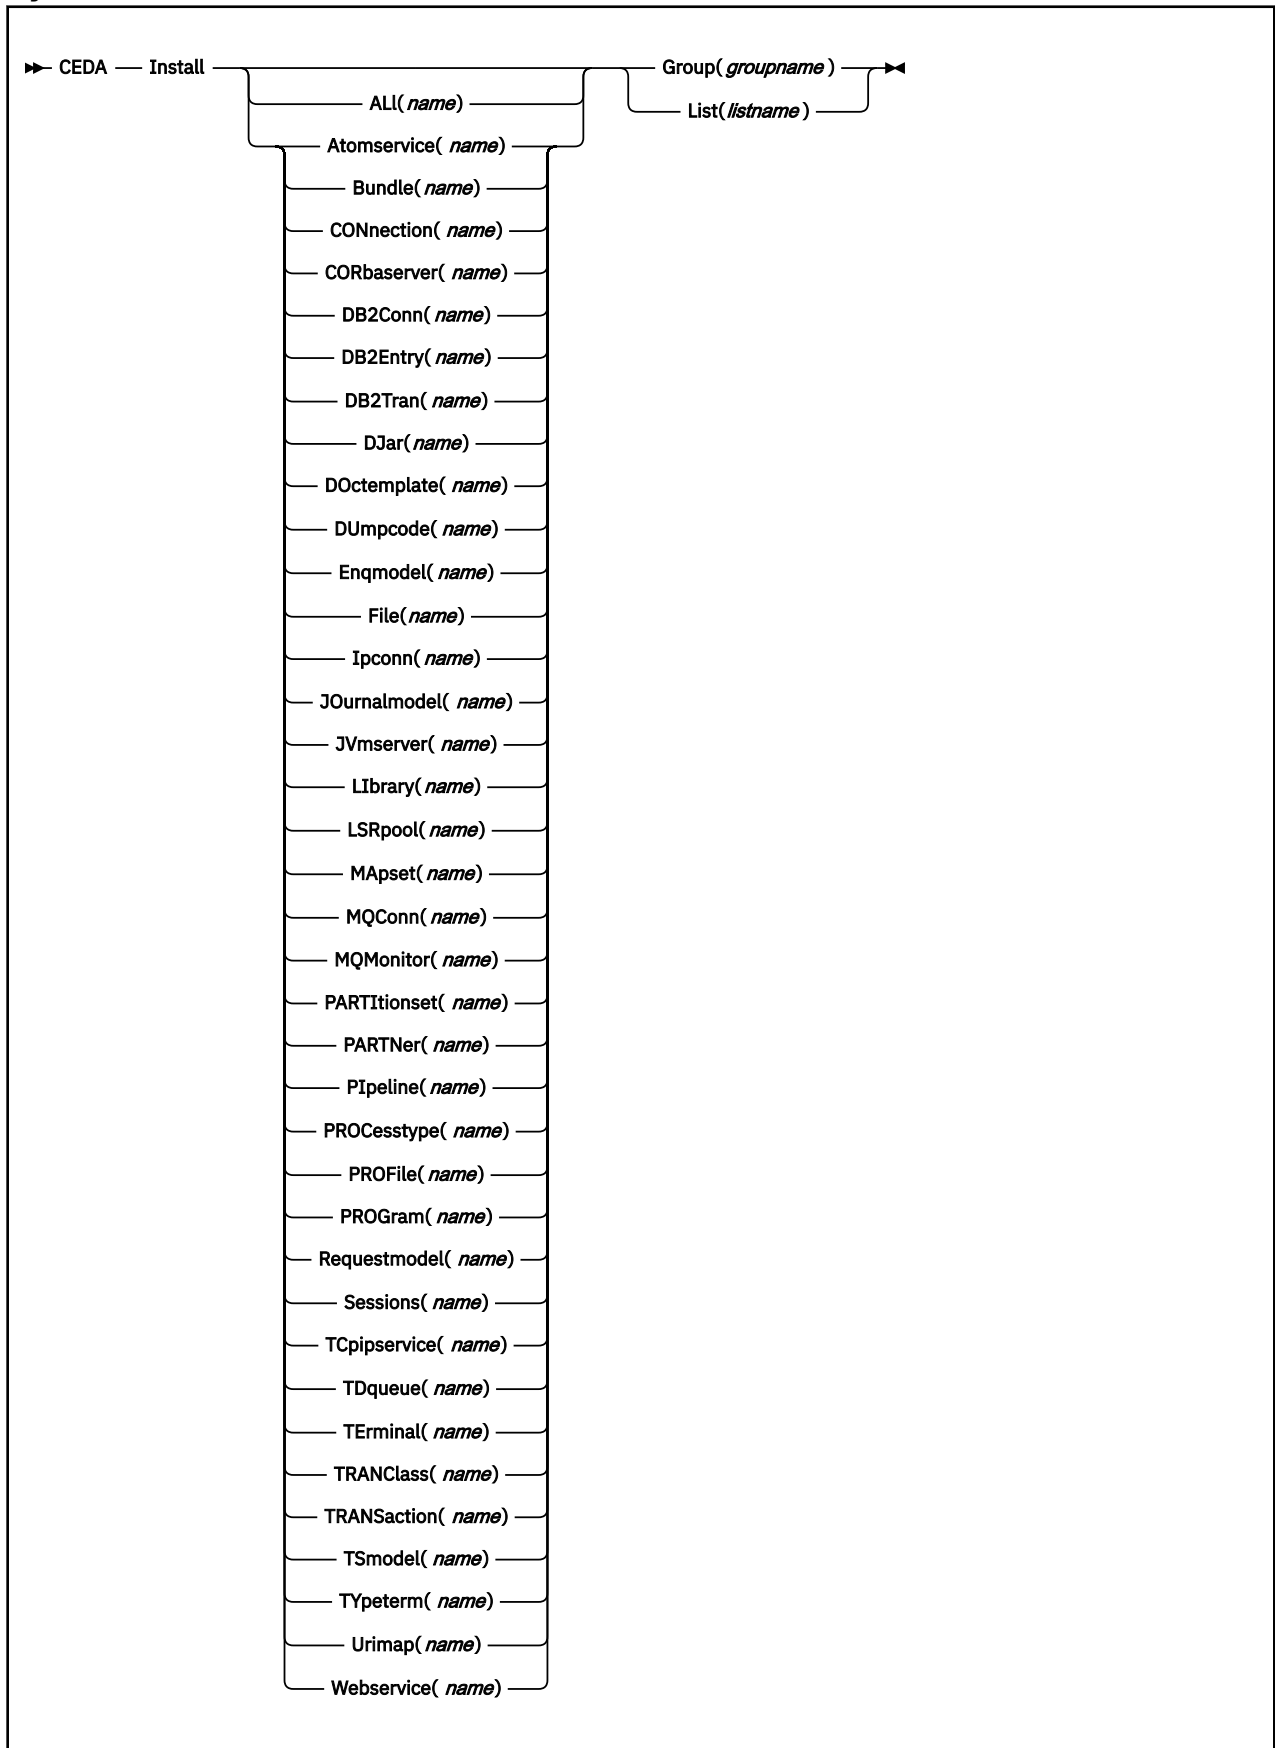 CEDA Install Group( groupname )
ALl( name) List( listname )
Atomservice( name)
Bundle( name)
CONnection( name)
CORbaserver( name)
DB2Conn( name)
DB2Entry( name)
DB2Tran( name)
DJar( name)
DOctemplate( name)
DUmpcode( name)
Enqmodel( name)
File( name)
Ipconn( name)
JOurnalmodel( name)
JVmserver( name)
LIbrary( name)
LSRpool( name)
MApset( name)
MQConn( name)
MQMonitor( name)
PARTItionset( name)
PARTNer( name)
PIpeline( name)
PROCesstype( name)
PROFile( name)
PROGram( name)
Requestmodel( name)
Sessions( name)
TCpipservice( name)
TDqueue( name)
TErminal( name)
TRANClass( name)
TRANSaction( name)
TSmodel( name)
TYpeterm( name)
Urimap( name)
Webservice( name)